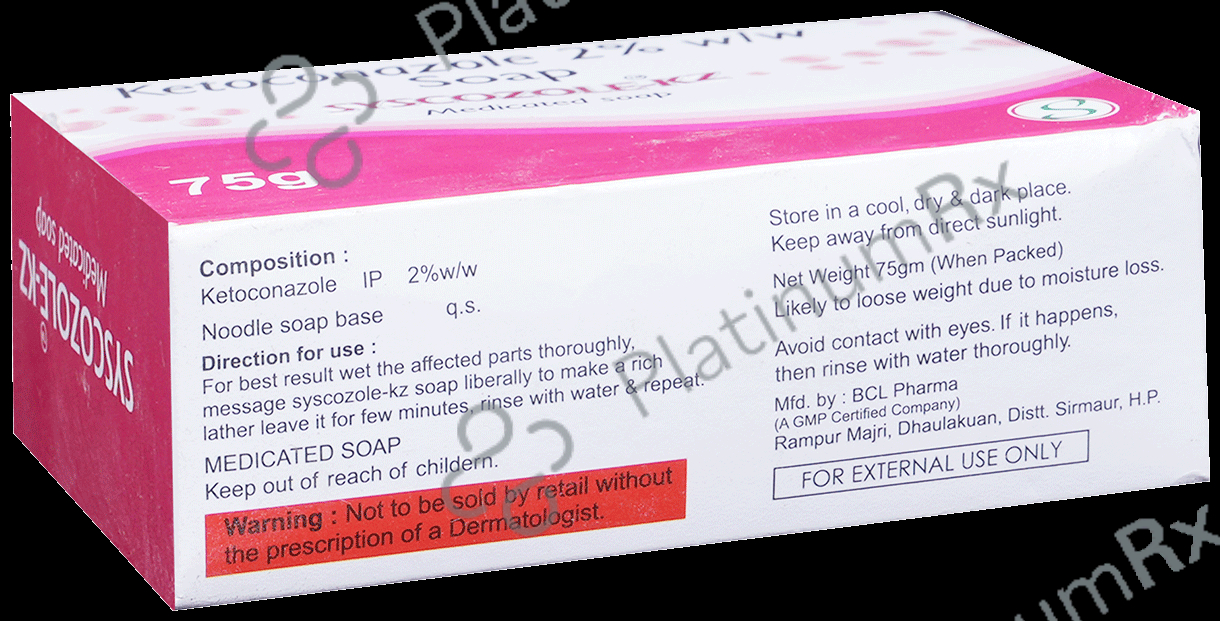 Ketoconazole 2% w/w
Soap
SYSCOZOLE®-KZ
Medicated soap
75g
S
SYSCOZOLE-KZ
®
Medicated soap
Composition :
Ketoconazole IP 2%w/w
Noodle soap base q.s.
Direction for use :
For best result wet the affected parts thoroughly,
message syscozole-kz soap liberally to make a rich
lather leave it for few minutes, rinse with water & repeat.
MEDICATED SOAP
Keep out of reach of childern.
Warning : Not to be sold by retail without
the prescription of a Dermatologist.
Store in a cool, dry & dark place.
Keep away from direct sunlight.
Net Weight 75gm (When Packed)
Likely to loose weight due to moisture loss.
Avoid contact with eyes. If it happens,
then rinse with water thoroughly.
Mfd. by : BCL Pharma
(A GMP Certified Company)
Rampur Majri, Dhaulakuan, Distt. Sirmaur, H.P.
FOR EXTERNAL USE ONLY
Platin
PlatinumRx
umRx